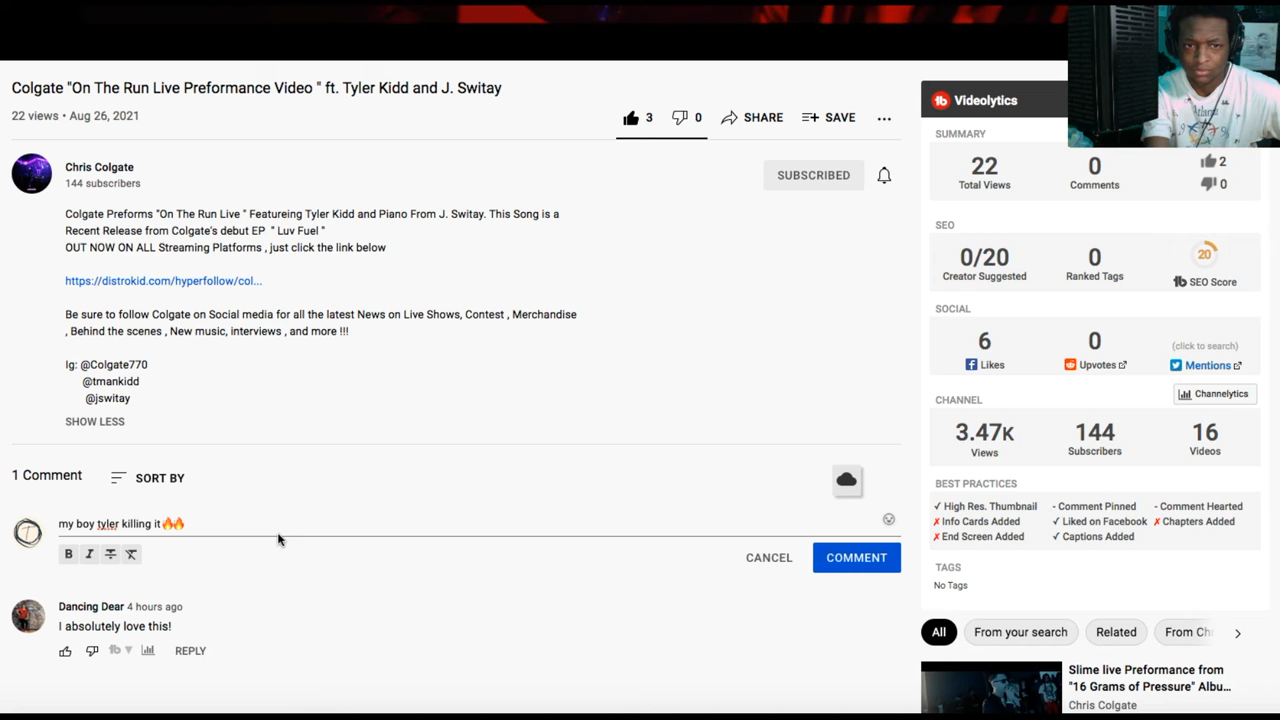 Colgate "On The Run Live Preformance Video " ft. Tyler Kidd and J. Switay
22 views • Aug 26, 2021
3
0
SHARE
SAVE
Chris Colgate
144 subscribers
SUBSCRIBED
Colgate Preforms "On The Run Live " Featureing Tyler Kidd and Piano From J. Switay. This Song is a
Recent Release from Colgate's debut EP " Luv Fuel "
OUT NOW ON ALL Streaming Platforms , just click the link below
https://distrokid.com/hyperfollow/col...
Be sure to follow Colgate on Social media for all the latest News on Live Shows, Contest , Merchandise
, Behind the scenes , New music, interviews , and more !!!
Ig: @Colgate770
@tmankidd
@jswitay
SHOW LESS
1 Comment
SORT BY
my boy tyler killing it🔥🔥
B I T
CANCEL
COMMENT
Dancing Dear 4 hours ago
I absolutely love this!
tb
REPLY
tb Videolytics
SUMMARY
22
Total Views
0
Comments
2
0
SEO
0/20
Creator Suggested
0
Ranked Tags
20
tb SEO Score
SOCIAL
6
Likes
0
Upvotes
(click to search)
Mentions
CHANNEL
Channelytics
3.47K
Views
144
Subscribers
16
Videos
BEST PRACTICES
✓ High Res. Thumbnail - Comment Pinned - Comment Hearted
✗ Info Cards Added ✓ Liked on Facebook ✗ Chapters Added
✗ End Screen Added ✓ Captions Added
TAGS
No Tags
All From your search Related From Ch
Slime live Preformance from
"16 Grams of Pressure" Albu...
Chris Colgate
Atlanta